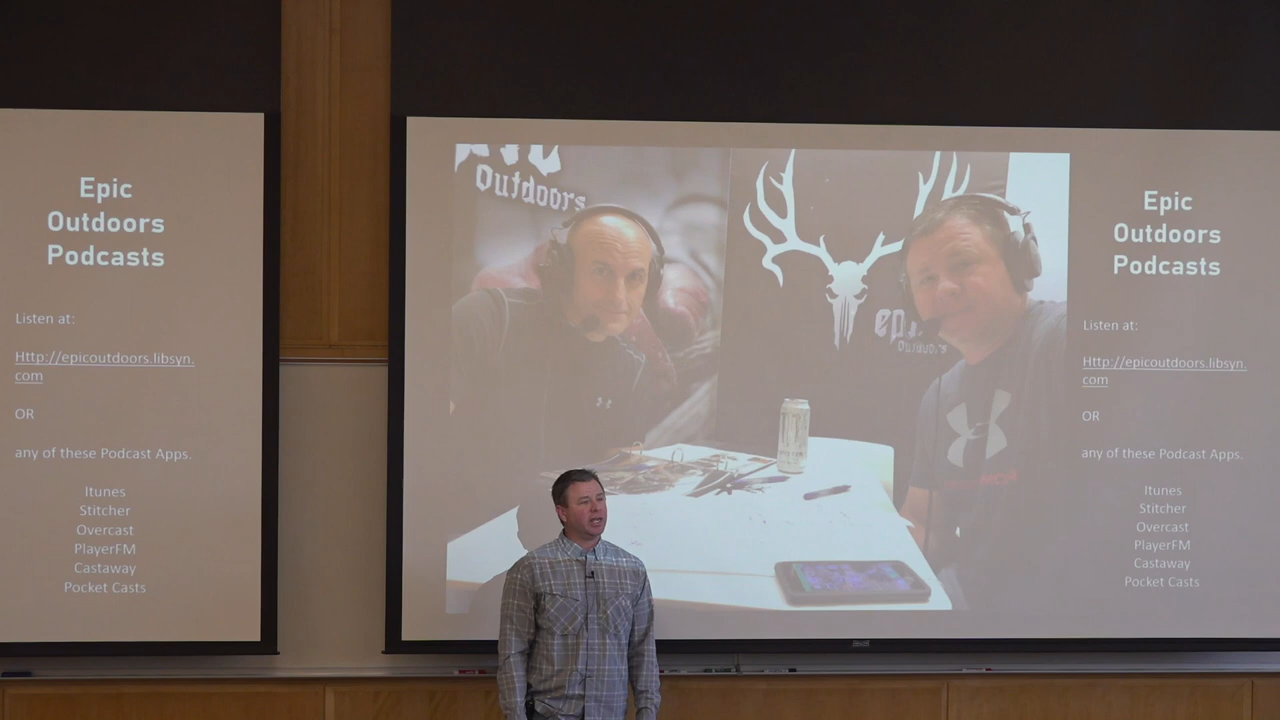 Epic
Outdoors
Podcasts
Listen at:
Http://epicoutdoors.libsyn.
com
OR
any of these Podcast Apps.
Itunes
Stitcher
Overcast
PlayerFM
Castaway
Pocket Casts
Outdoors
Outdoors
Epic
Outdoors
Podcasts
Listen at:
Http://epicoutdoors.libsyn.
com
OR
any of these Podcast Apps.
Itunes
Stitcher
Overcast
PlayerFM
Castaway
Pocket Casts